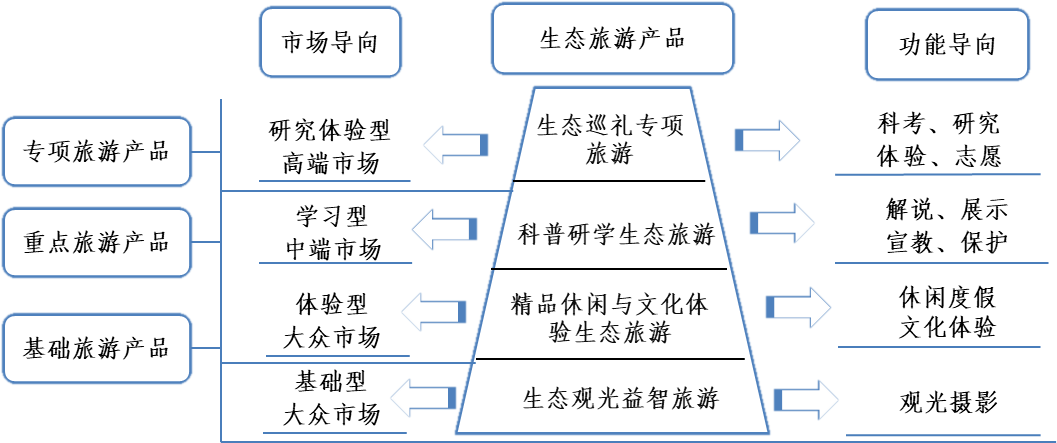 市场导向
生态旅游产品
功能导向
专项旅游产品
研究体验型
高端市场
生态巡礼专项
旅游
科考、研究
体验、志愿
重点旅游产品
学习型
中端市场
科普研学生态旅游
解说、展示
宣教、保护
基础旅游产品
体验型
大众市场
精品休闲与文化体
验生态旅游
休闲度假
文化体验
基础型
大众市场
生态观光益智旅游
观光摄影